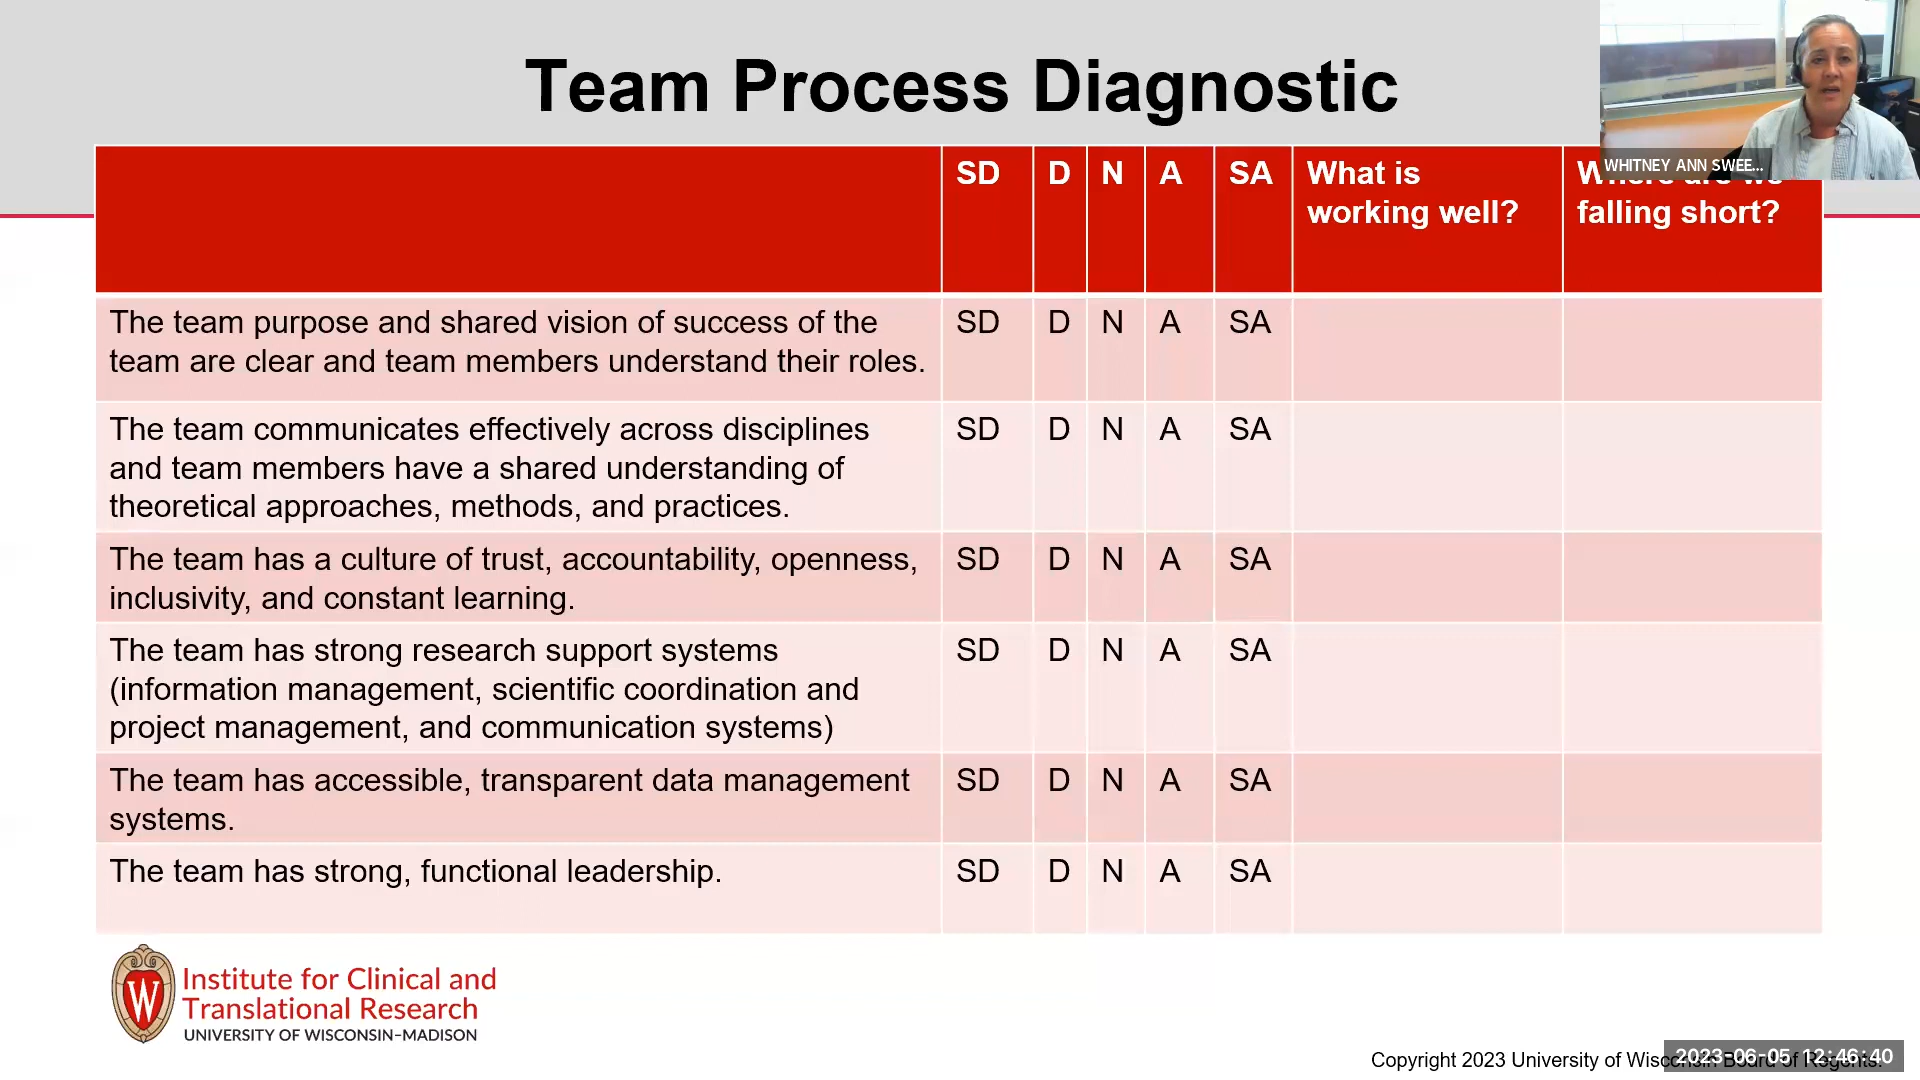 Team Process Diagnostic
WHITNEY ANN SWEE...
SD D N A SA What is
working well?
falling short?
The team purpose and shared vision of success of the
team are clear and team members understand their roles.
SD D N A SA
The team communicates effectively across disciplines
and team members have a shared understanding of
theoretical approaches, methods, and practices.
SD D N A SA
The team has a culture of trust, accountability, openness,
inclusivity, and constant learning.
SD D N A SA
The team has strong research support systems
(information management, scientific coordination and
project management, and communication systems)
SD D N A SA
The team has accessible, transparent data management
systems.
SD D N A SA
The team has strong, functional leadership.
SD D N A SA
W
Institute for Clinical and
Translational Research
UNIVERSITY OF WISCONSIN-MADISON
Copyright 2023 University of
2023-06-05 12:46:40